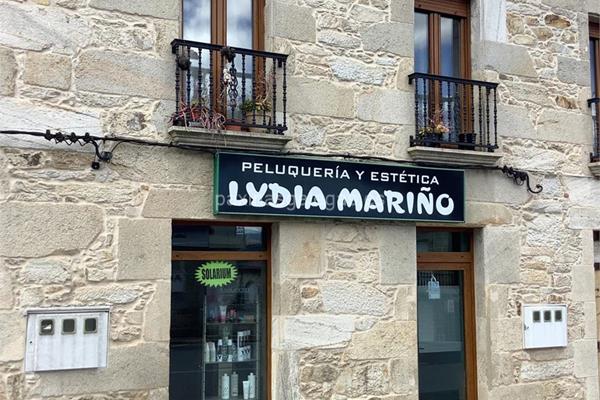 PELUQUERÍA Y ESTÉTICA
LYDIA MARIÑO
SOLARIUM